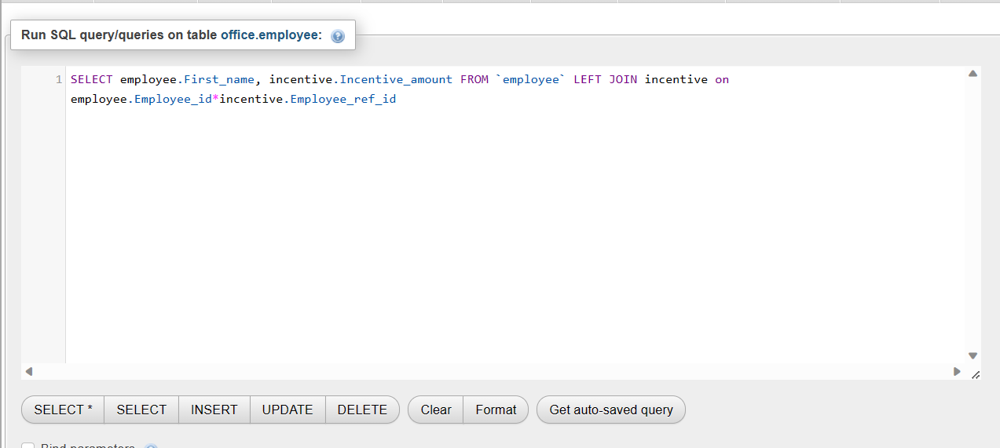 Run SQL query/queries on table office.employee:
1 SELECT employee.First_name, incentive.Incentive_amount FROM `employee` LEFT JOIN incentive on
employee.Employee_id*incentive.Employee_ref_id
SELECT * SELECT INSERT UPDATE DELETE Clear Format Get auto-saved query
Bind parameters